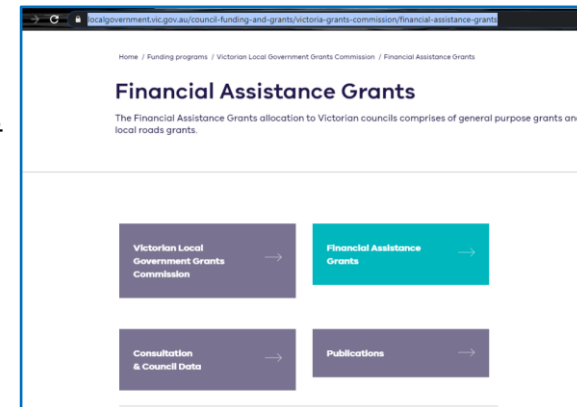 localgovernment.vic.gov.au/council-funding-and-grants/victoria-grants-commission/financial-assistance-grants
Home / Funding programs / Victorian Local Government Grants Commission / Financial Assistance Grants
Financial Assistance Grants
The Financial Assistance Grants allocation to Victorian councils comprises of general purpose grants and
local roads grants.
Victorian Local
Government Grants
Commission
Financial Assistance
Grants
Consultation
& Council Data
Publications